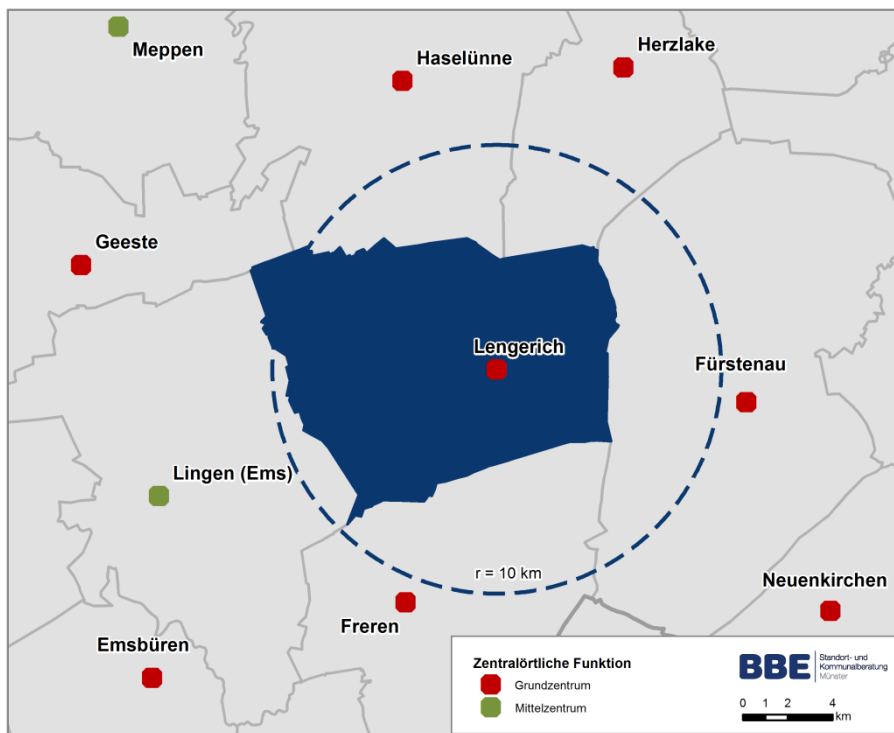 Meppen
Haselünne
Herzlake
Geeste
Lengerich
Fürstenau
Lingen (Ems)
r = 10 km
Neuenkirchen
Freren
Emsbüren
Zentralörtliche Funktion
Grundzentrum
Mittelzentrum
BBE
Standort- und
Kommunalberatung
Münster
0 1 2 4
km